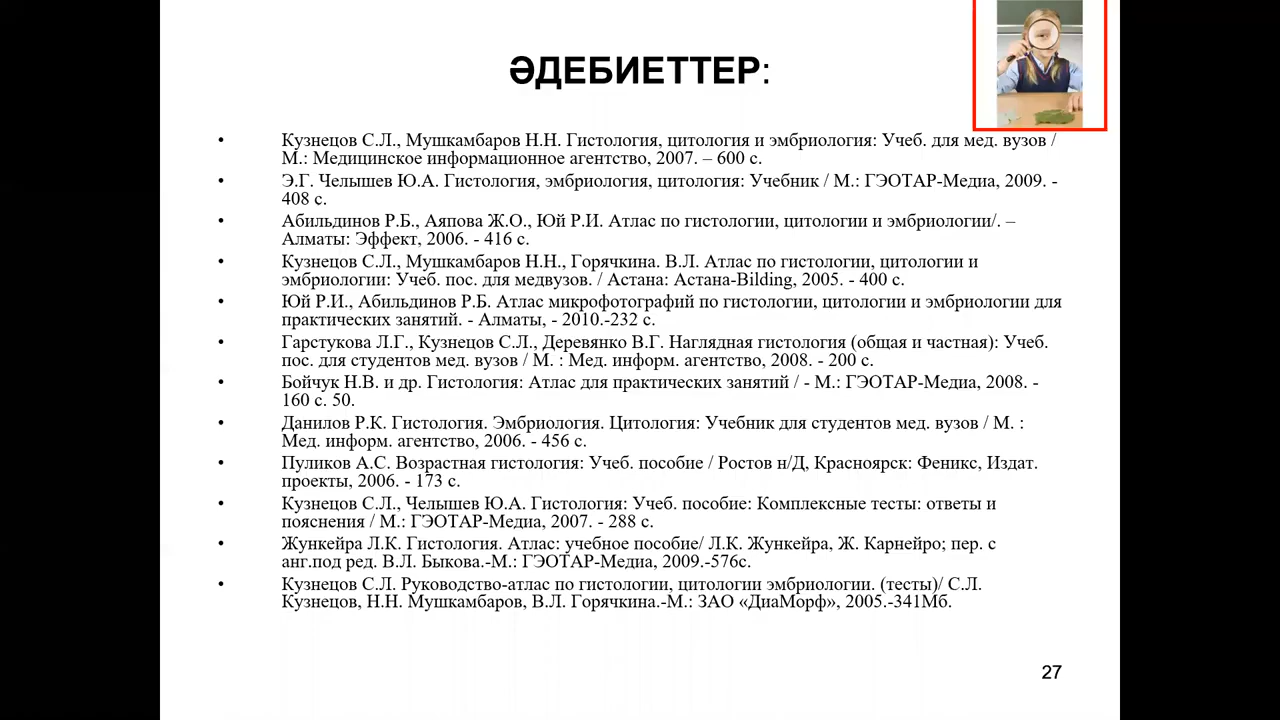 ӘДЕБИЕТТЕР:
• Кузнецов С.Л., Мушкамбаров Н.Н. Гистология, цитология и эмбриология: Учеб. для мед. вузов /
М.: Медицинское информационное агентство, 2007. – 600 с.
• Э.Г. Челышев Ю.А. Гистология, эмбриология, цитология: Учебник / М.: ГЭОТАР-Медиа, 2009. -
408 с.
• Абильдинов Р.Б., Аяпова Ж.О., Юй Р.И. Атлас по гистологии, цитологии и эмбриологии/. –
Алматы: Эффект, 2006. - 416 с.
• Кузнецов С.Л., Мушкамбаров Н.Н., Горячкина. В.Л. Атлас по гистологии, цитологии и
эмбриологии: Учеб. пос. для медвузов. / Астана: Астана-Bilding, 2005. - 400 с.
• Юй Р.И., Абильдинов Р.Б. Атлас микрофотографий по гистологии, цитологии и эмбриологии для
практических занятий. - Алматы, - 2010.-232 с.
• Гарстукова Л.Г., Кузнецов С.Л., Деревянко В.Г. Наглядная гистология (общая и частная): Учеб.
пос. для студентов мед. вузов / М. : Мед. информ. агентство, 2008. - 200 с.
• Бойчук Н.В. и др. Гистология: Атлас для практических занятий / - М.: ГЭОТАР-Медиа, 2008. -
160 с. 50.
• Данилов Р.К. Гистология. Эмбриология. Цитология: Учебник для студентов мед. вузов / М. :
Мед. информ. агентство, 2006. - 456 с.
• Пуликов А.С. Возрастная гистология: Учеб. пособие / Ростов н/Д, Красноярск: Феникс, Издат.
проекты, 2006. - 173 с.
• Кузнецов С.Л., Челышев Ю.А. Гистология: Учеб. пособие: Комплексные тесты: ответы и
пояснения / М.: ГЭОТАР-Медиа, 2007. - 288 с.
• Жункейра Л.К. Гистология. Атлас: учебное пособие/ Л.К. Жункейра, Ж. Карнейро; пер. с
анг.под ред. В.Л. Быкова.-М.: ГЭОТАР-Медиа, 2009.-576с.
• Кузнецов С.Л. Руководство-атлас по гистологии, цитологии эмбриологии. (тесты)/ С.Л.
Кузнецов, Н.Н. Мушкамбаров, В.Л. Горячкина.-М.: ЗАО «ДиаМорф», 2005.-341Мб.
27